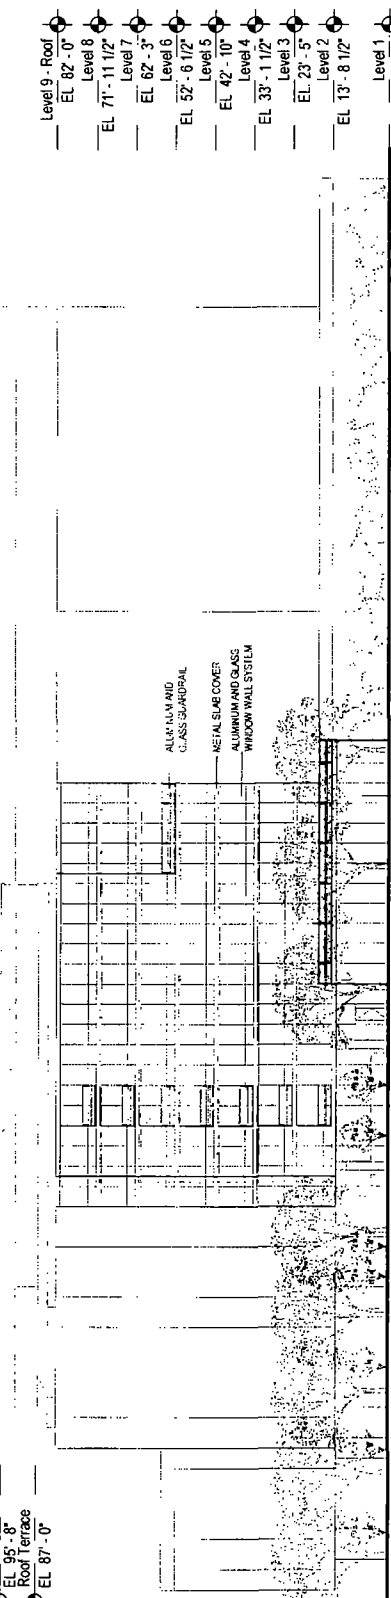 Level 9 - Roof
EL 82' - 0"
Level 8
EL 71' - 11 1/2"
Level 7
EL 62' - 3"
Level 6
EL 52' - 6 1/2"
Level 5
EL 42' - 10"
Level 4
EL 33' - 1 1/2"
Level 3
EL. 23' - 5"
Level 2
EL 13' - 8 1/2"
Level 1
ALUMINUM AND
GLASS GUARDRAIL
METAL SLAB COVER
ALUMINUM AND GLASS
WINDOW WALL SYSTEM
EL 95' - 8"
Roof Terrace
EL 87' - 0"